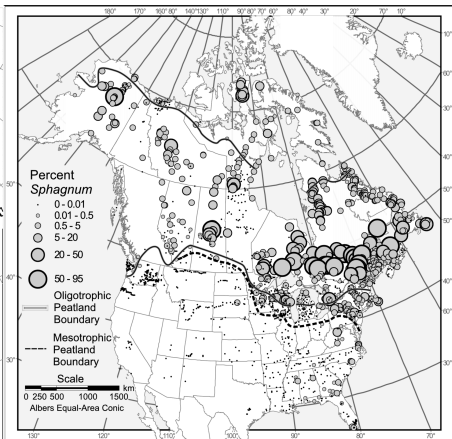 180° 170° 160° 140° 130° 120° 110° 100° 90° 80° 70° 60° 50° 40° 30° 20° 10°
10°
50°
Percent
Sphagnum
0 - 0.01
0.01 - 0.5
0.5 - 5
5 - 20
20 - 50
50 - 95
40°
Oligotrophic
Peatland
Boundary
60°
Mesotrophic
Peatland
Boundary
30°
Scale
km
0 250 500 1000 1500
Albers Equal-Area Conic
130° 120° 110° 100° 90° 80° 70°